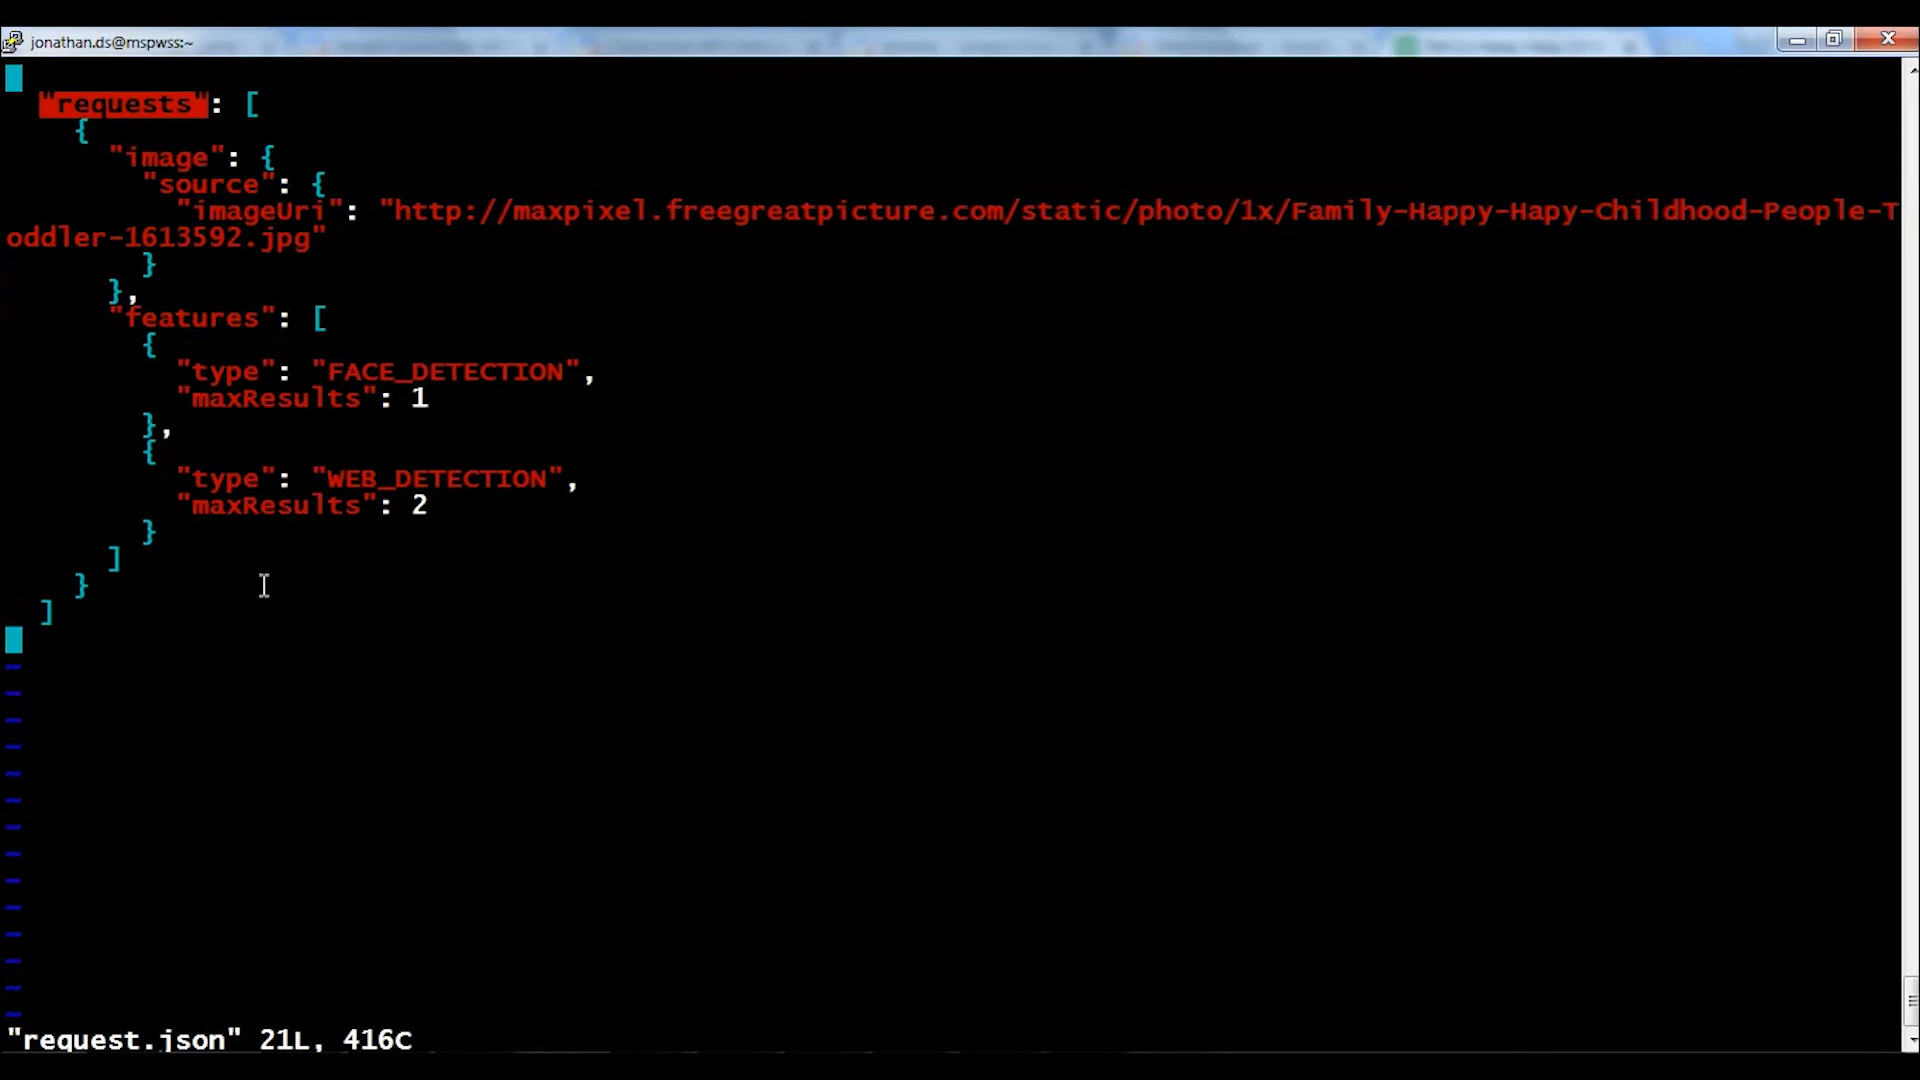 jonathan.ds@mspwss:~
"requests": [
{
"image": {
"source": {
"imageUri": "http://maxpixel.freegreatpicture.com/static/photo/1x/Family-Happy-Hapy-Childhood-People-T
oddler-1613592.jpg"
}
},
"features": [
{
"type": "FACE_DETECTION",
"maxResults": 1
},
{
"type": "WEB_DETECTION",
"maxResults": 2
}
]
}
]
~
~
~
~
~
~
~
~
~
~
~
~
~
~
"request.json" 21L, 416C